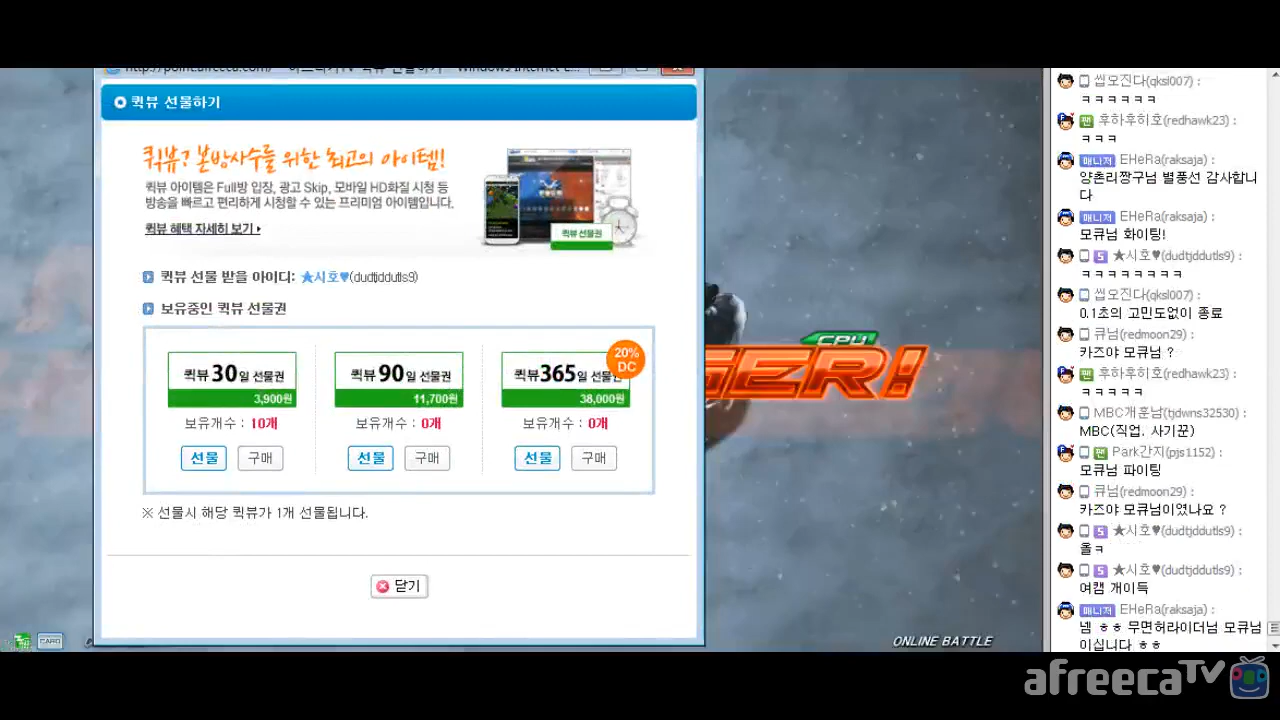 퀵뷰 선물하기
퀵뷰? 본방사수를 위한 최고의 아이템!
퀵뷰 아이템은 Full방 입장, 광고 Skip, 모바일 HD화질 시청 등
방송을 빠르고 편리하게 시청할 수 있는 프리미엄 아이템입니다.
퀵뷰 혜택 자세히 보기
퀵뷰 선물권
퀵뷰 선물 받을 아이디: ★시호♥(dudtjddutls9)
보유중인 퀵뷰 선물권
퀵뷰 30일 선물권
3,900원
보유개수 : 10개
선물 구매
퀵뷰 90일 선물권
11,700원
보유개수 : 0개
선물 구매
20%
DC
퀵뷰 365일 선물권
38,000원
보유개수 : 0개
선물 구매
※ 선물시 해당 퀵뷰가 1개 선물됩니다.
닫기
CARD
CPU
GER!
ONLINE BATTLE
씹오진다(qksl007) :
ㅋㅋㅋㅋㅋㅋ
팬 후하후히호(redhawk23) :
ㅋㅋㅋ
매니저 EHeRa(raksaja) :
양촌리짱구님 별풍선 감사합니
다
매니저 EHeRa(raksaja) :
모큐님 화이팅!
S ★시호♥(dudtjddutls9) :
ㅋㅋㅋㅋㅋㅋㅋㅋ
씹오진다(qksl007) :
0.1초의 고민도없이 종료
큐님(redmoon29) :
카즈야 모큐님 ?
팬 후하후히호(redhawk23) :
ㅋㅋㅋㅋㅋ
MBC개훈남(tjdwns32530) :
MBC(직업. 사기꾼)
팬 Park간지(pjs1152) :
모큐님 파이팅
큐님(redmoon29) :
카즈야 모큐님이였나요 ?
S ★시호♥(dudtjddutls9) :
올ㅋ
S ★시호♥(dudtjddutls9) :
여캠 개이득
매니저 EHeRa(raksaja) :
넴 ㅎㅎ 무면허라이더님 모큐님
이십니다 ㅎㅎ
afreecaTV